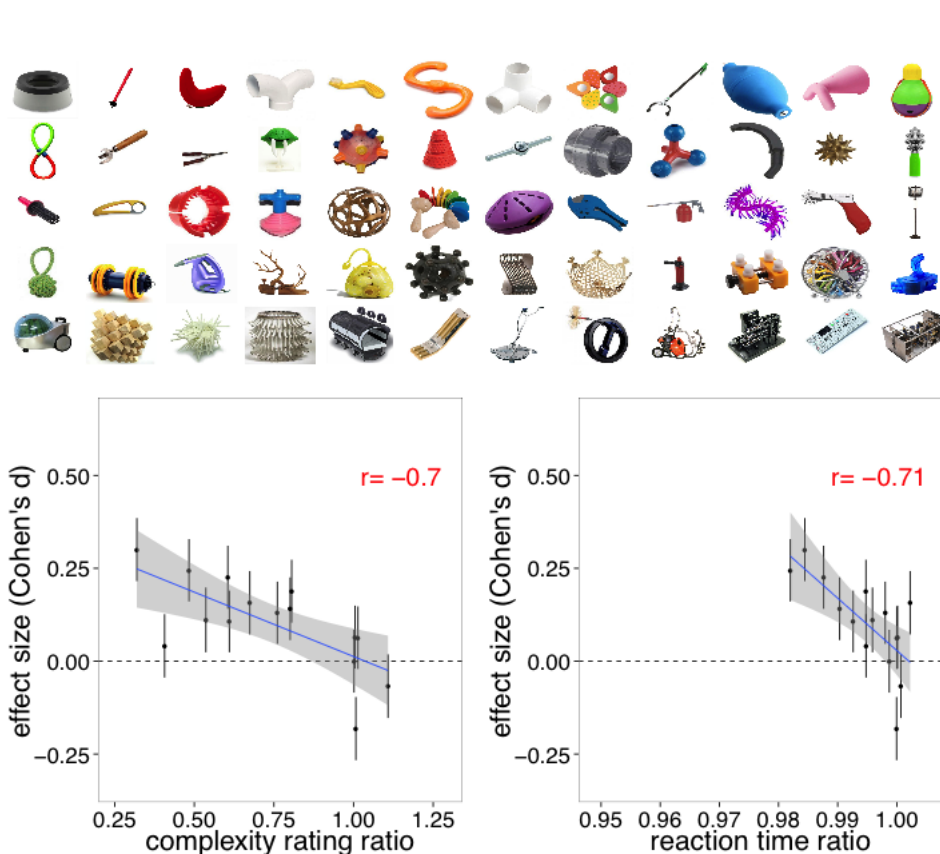 r= −0.7
r= −0.71
effect size (Cohen's d)
0.50
0.25
0.00
−0.25
0.25 0.50 0.75 1.00 1.25
complexity rating ratio
effect size (Cohen's d)
0.50
0.25
0.00
−0.25
0.95 0.96 0.97 0.98 0.99 1.00
reaction time ratio